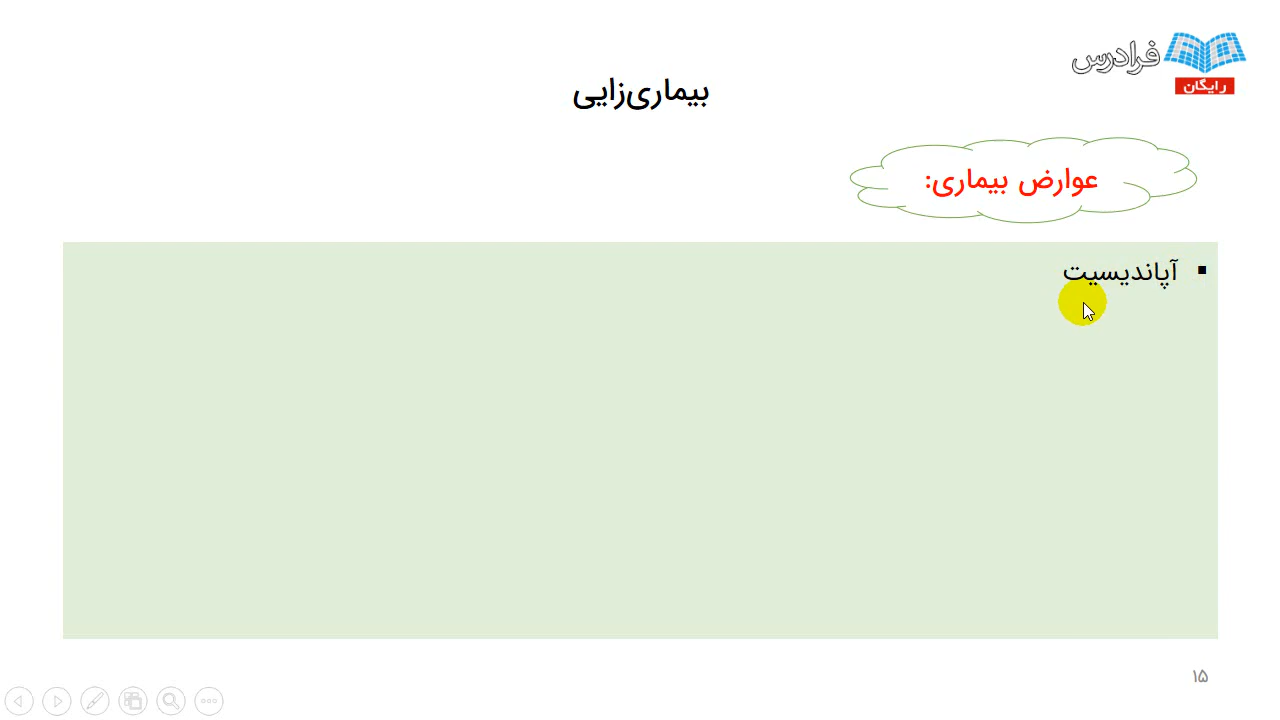 فرادرس
رایگان
بیماری‌زایی
عوارض بیماری:
▪ آپاندیسیت
۱۵